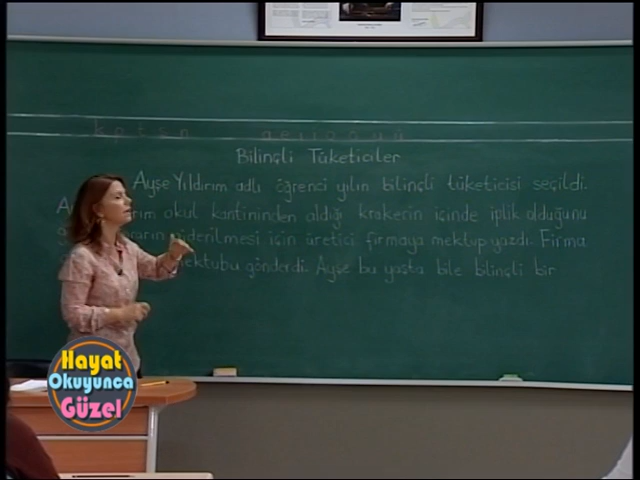 Bilinçli Tüketiciler
Ayşe Yıldırım adlı öğrenci yılın bilinçli tüketicisi seçildi.
okul kantininden aldığı krakerin içinde iplik olduğunu
giderilmesi için üretici firmaya mektup yazdı. Firma
mektubu gönderdi. Ayşe bu yaşta bile bilinçli bir
Hayat
Okuyunca
Güzel